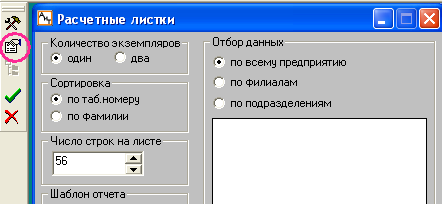 Расчетные листки
Количество экземпляров
один два
Сортировка
по таб.номеру
по фамилии
Число строк на листе
56
Шаблон отчета
Отбор данных
по всему предприятию
по филиалам
по подразделениям